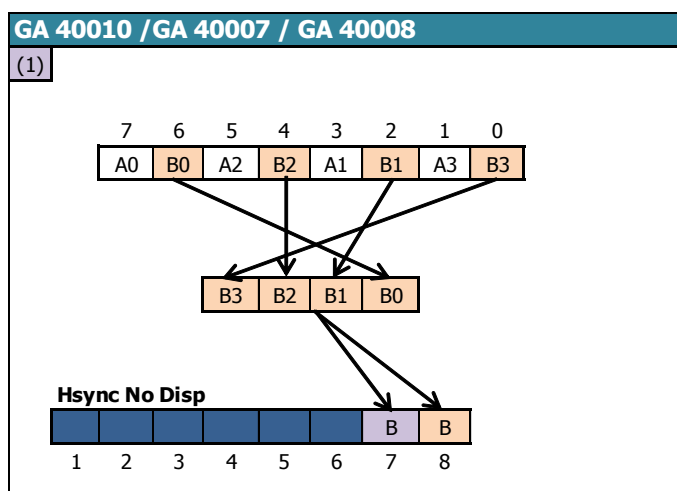 GA 40010 /GA 40007 / GA 40008
(1)
7 6 5 4 3 2 1 0
A0 B0 A2 B2 A1 B1 A3 B3
B3 B2 B1 B0
Hsync No Disp
B B
1 2 3 4 5 6 7 8